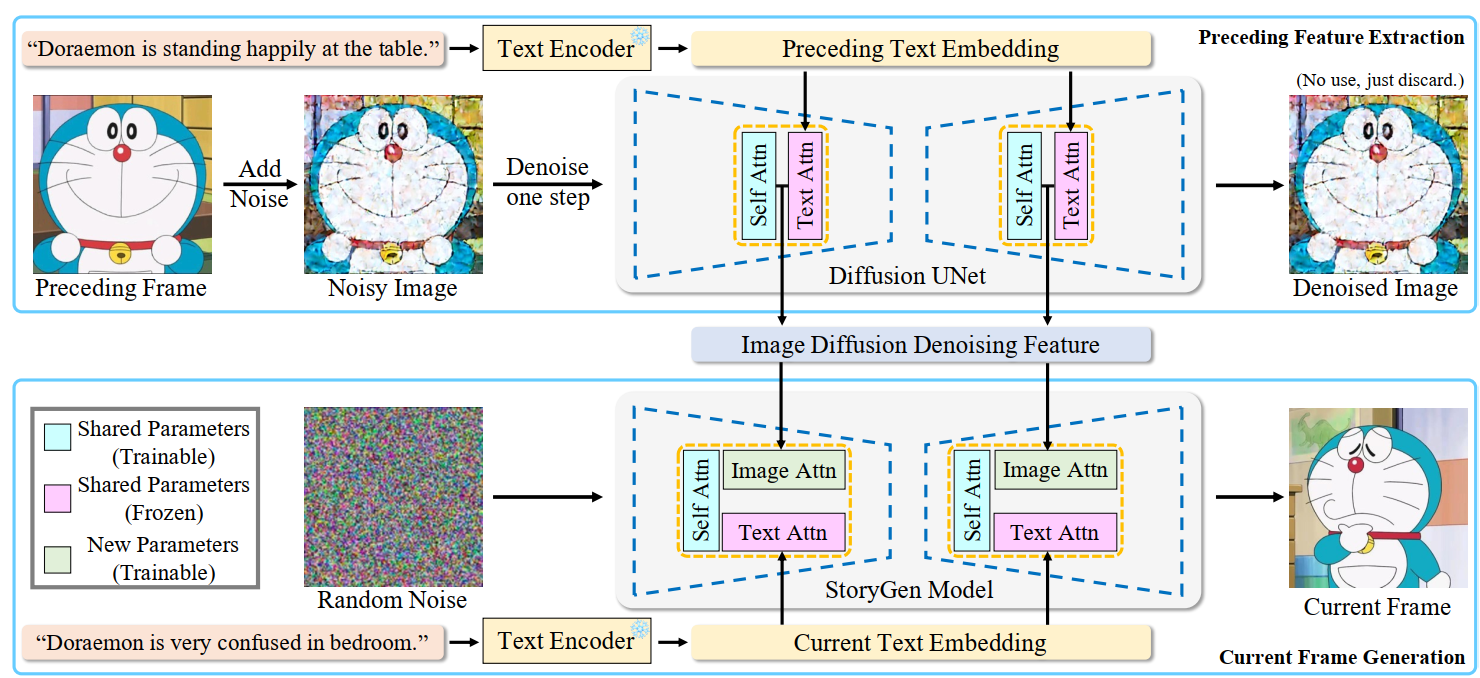 “Doraemon is standing happily at the table.”
Text Encoder
Preceding Text Embedding
Preceding Feature Extraction
(No use, just discard.)
Add
Noise
Denoise
one step
Self Attn
Text Attn
Self Attn
Text Attn
Preceding Frame
Noisy Image
Diffusion UNet
Denoised Image
Image Diffusion Denoising Feature
Shared Parameters
(Trainable)
Shared Parameters
(Frozen)
New Parameters
(Trainable)
Self Attn
Image Attn
Text Attn
Self Attn
Image Attn
Text Attn
Random Noise
StoryGen Model
Current Frame
“Doraemon is very confused in bedroom.”
Text Encoder
Current Text Embedding
Current Frame Generation